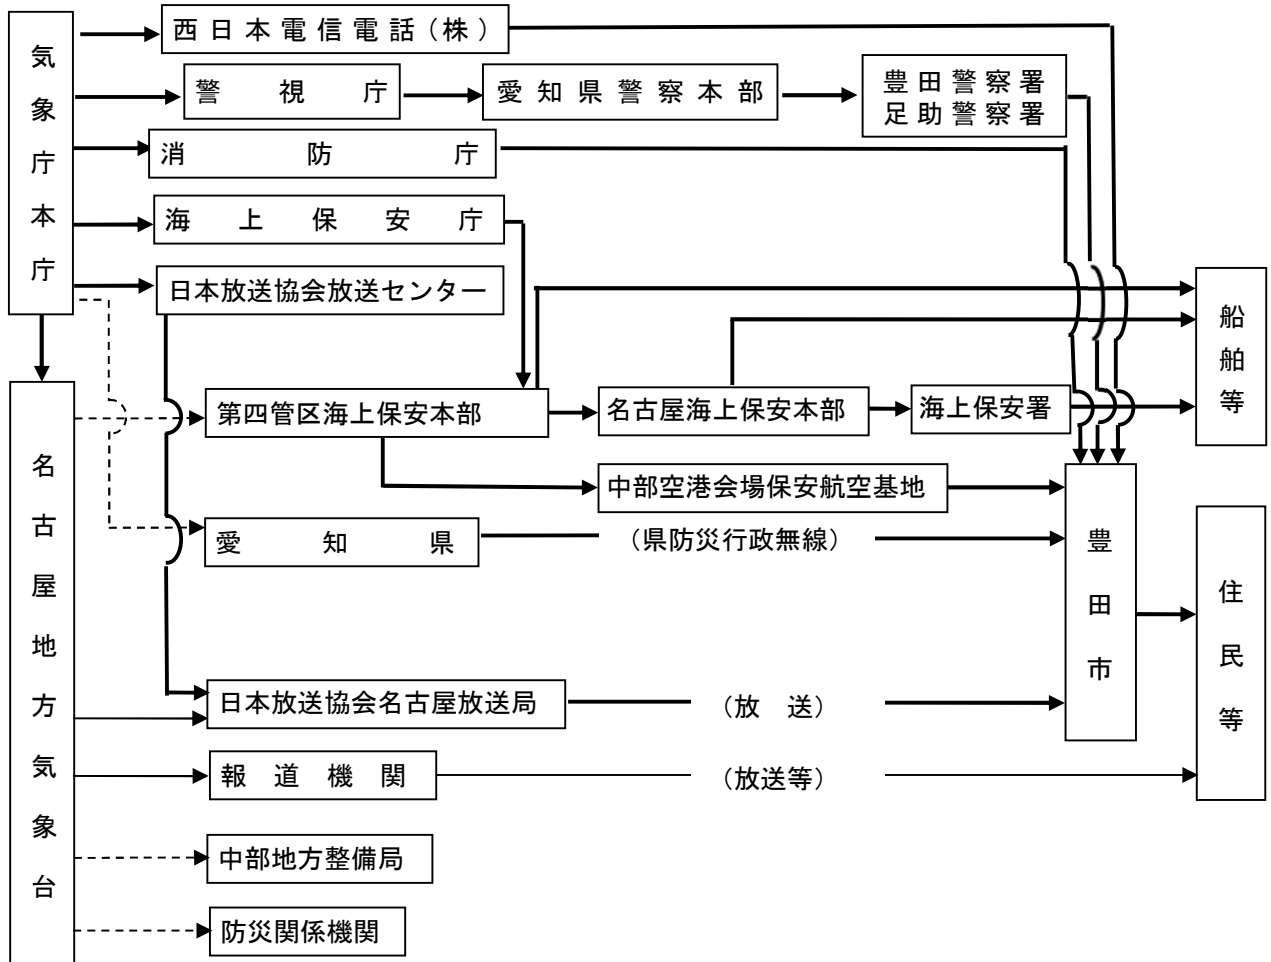 気象庁本庁
西日本電信電話（株）
警視庁
愛知県警察本部
豊田警察署
足助警察署
消防庁
海上保安庁
日本放送協会放送センター
船舶等
名古屋地方気象台
第四管区海上保安本部
名古屋海上保安本部
海上保安署
中部空港会場保安航空基地
愛知県
（県防災行政無線）
豊田市
住民等
日本放送協会名古屋放送局
（放　送）
報道機関
（放送等）
中部地方整備局
防災関係機関